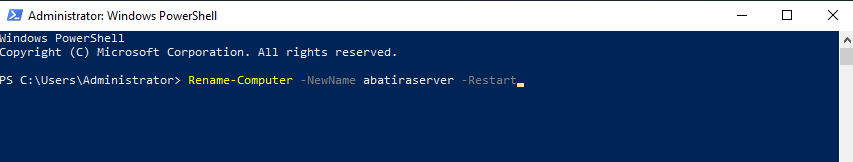 Administrator: Windows PowerShell
Windows PowerShell
Copyright (C) Microsoft Corporation. All rights reserved.
PS C:\Users\Administrator> Rename-Computer -NewName abatiraserver -Restart